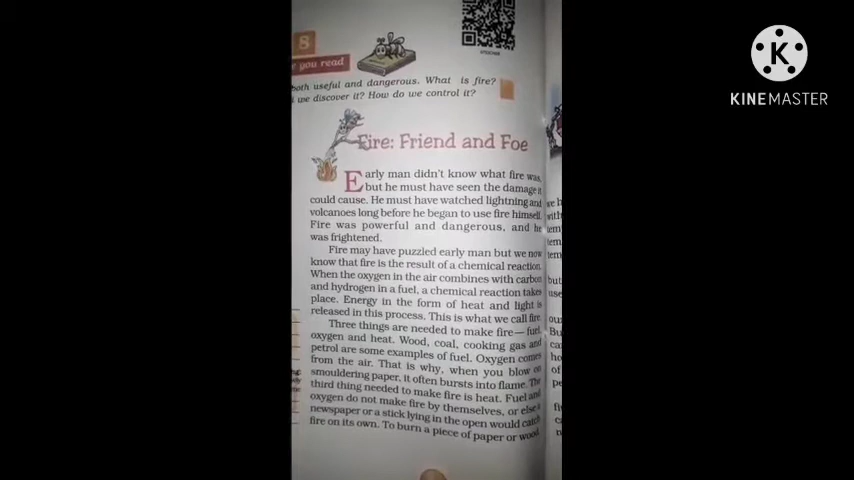 8
e you read
both useful and dangerous. What is fire?
we discover it? How do we control it?
Fire: Friend and Foe
Early man didn't know what fire was,
but he must have seen the damage it
could cause. He must have watched lightning and
volcanoes long before he began to use fire himself.
Fire was powerful and dangerous, and he
was frightened.
Fire may have puzzled early man but we now
know that fire is the result of a chemical reaction.
When the oxygen in the air combines with carbon
and hydrogen in a fuel, a chemical reaction takes
place. Energy in the form of heat and light is
released in this process. This is what we call fire.
Three things are needed to make fire — fuel,
oxygen and heat. Wood, coal, cooking gas and
petrol are some examples of fuel. Oxygen comes
from the air. That is why, when you blow on
smouldering paper, it often bursts into flame. The
third thing needed to make fire is heat. Fuel and
oxygen do not make fire by themselves, or else a
newspaper or a stick lying in the open would catch
fire on its own. To burn a piece of paper or wood,
K
KINEMASTER